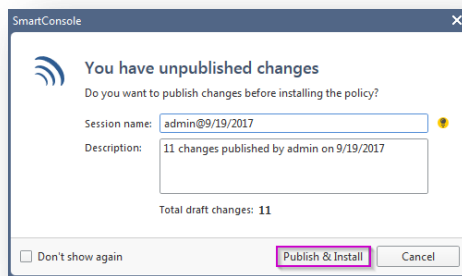 SmartConsole
You have unpublished changes
Do you want to publish changes before installing the policy?
Session name: admin@9/19/2017
Description: 11 changes published by admin on 9/19/2017
Total draft changes: 11
Don't show again Publish & Install Cancel